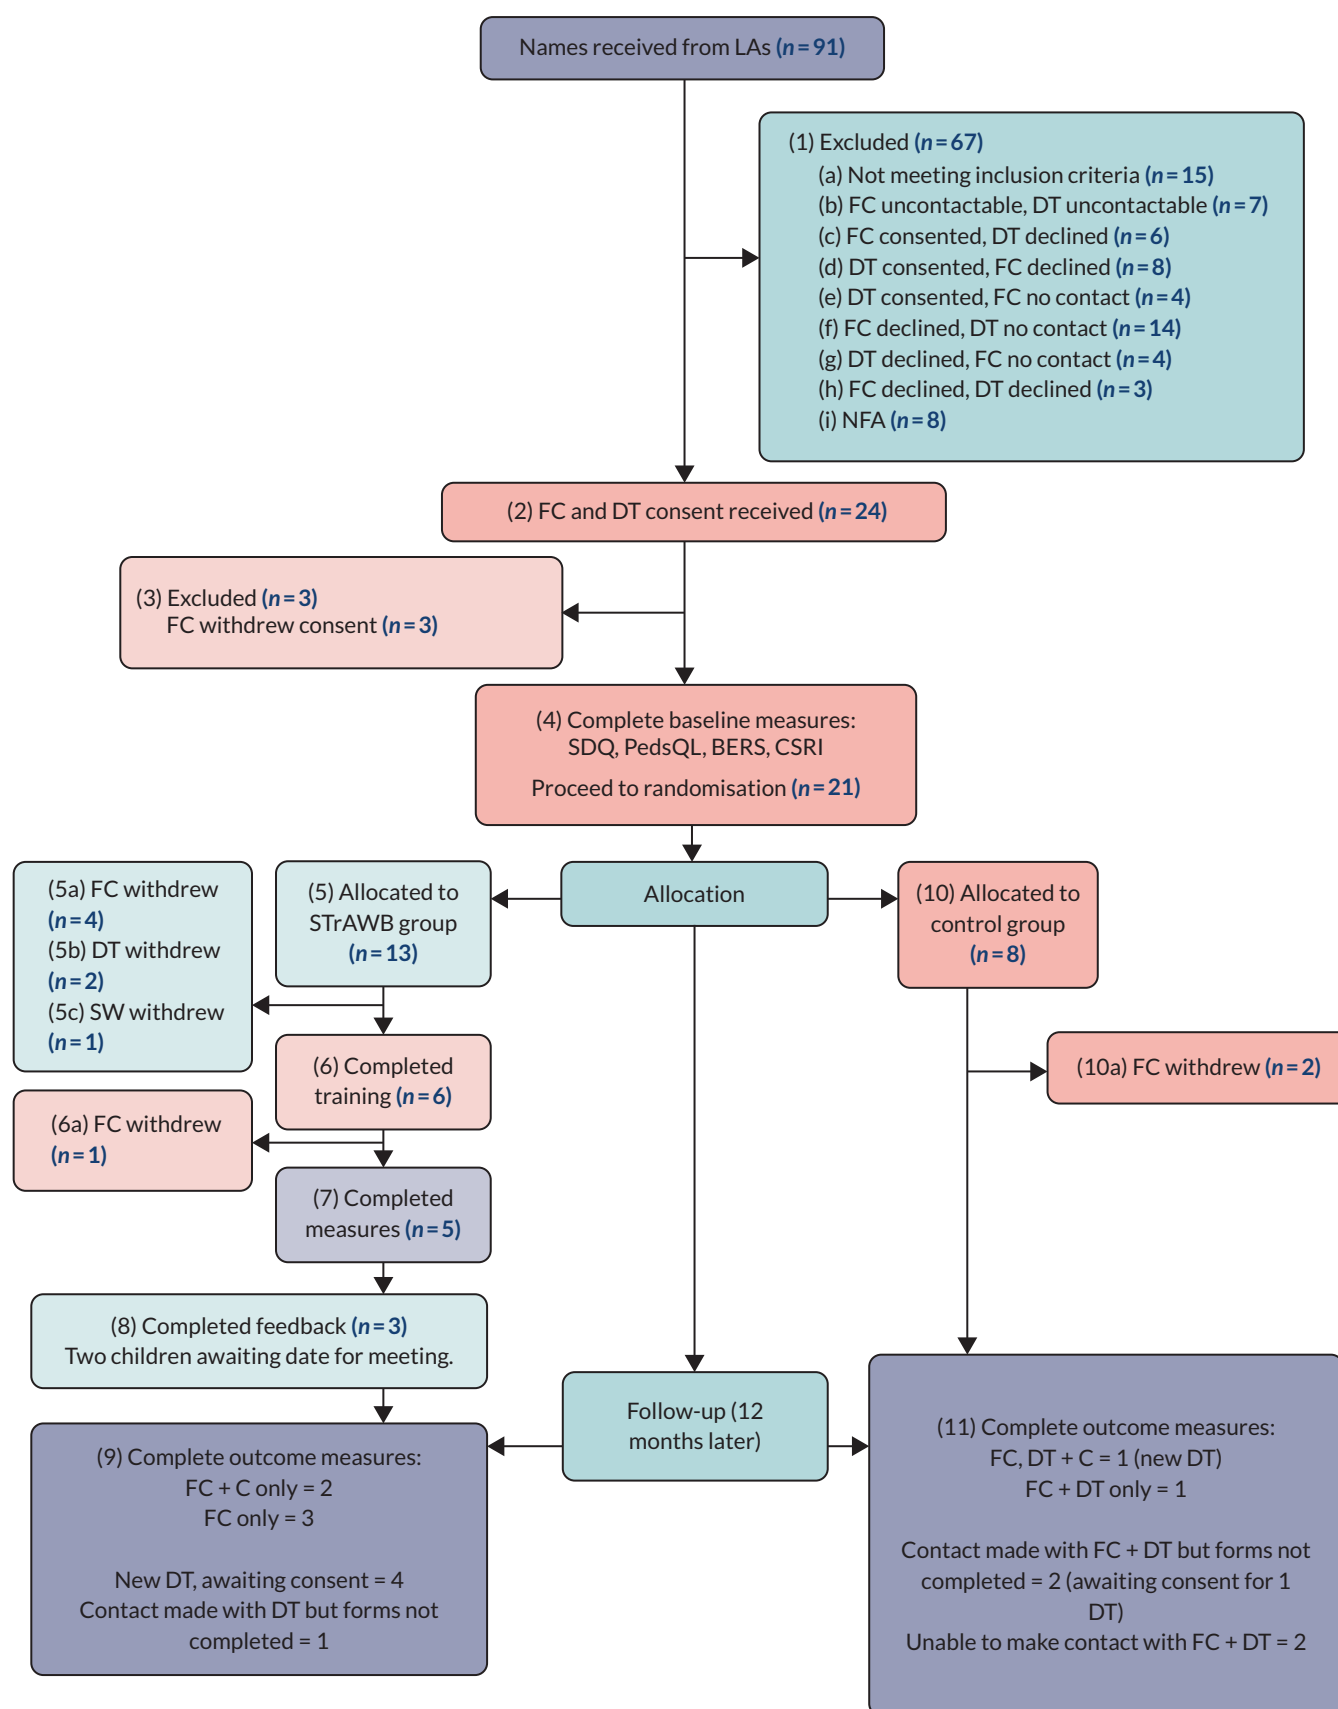 Names received from LAs (n=91)
(1) Excluded (n=67)
(a) Not meeting inclusion criteria (n=15)
(b) FC uncontactable, DT uncontactable (n=7)
(c) FC consented, DT declined (n=6)
(d) DT consented, FC declined (n=8)
(e) DT consented, FC no contact (n=4)
(f) FC declined, DT no contact (n=14)
(g) DT declined, FC no contact (n=4)
(h) FC declined, DT declined (n=3)
(i) NFA (n=8)
(2) FC and DT consent received (n=24)
(3) Excluded (n=3)
FC withdrew consent (n=3)
(4) Complete baseline measures:
SDQ, PedsQL, BERS, CSRI
Proceed to randomisation (n=21)
Allocation
(5) Allocated to
STrAWB group
(n=13)
(5a) FC withdrew
(n=4)
(5b) DT withdrew
(n=2)
(5c) SW withdrew
(n=1)
(6) Completed
training (n=6)
(6a) FC withdrew
(n=1)
(7) Completed
measures (n=5)
(8) Completed feedback (n=3)
Two children awaiting date for meeting.
(10) Allocated to
control group
(n=8)
(10a) FC withdrew (n=2)
Follow-up (12
months later)
(9) Complete outcome measures:
FC + C only = 2
FC only = 3
New DT, awaiting consent = 4
Contact made with DT but forms not
completed = 1
(11) Complete outcome measures:
FC, DT + C = 1 (new DT)
FC + DT only = 1
Contact made with FC + DT but forms not
completed = 2 (awaiting consent for 1
DT)
Unable to make contact with FC + DT = 2